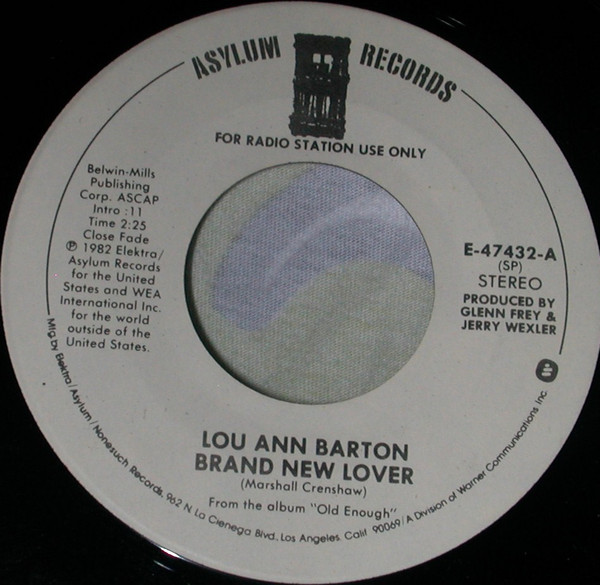 ASYLUM RECORDS
FOR RADIO STATION USE ONLY
Belwin-Mills
Publishing
Corp. ASCAP
Intro :11
Time 2:25
Close Fade
℗ 1982 Elektra/
Asylum Records
for the United
States and WEA
International Inc.
for the world
outside of the
United States.
E-47432-A
(SP)
STEREO
PRODUCED BY
GLENN FREY &
JERRY WEXLER
LOU ANN BARTON
BRAND NEW LOVER
(Marshall Crenshaw)
From the album "Old Enough"
Mfg by Elektra/Asylum/Nonesuch Records, 962 N. La Cienega Blvd., Los Angeles, Calif. 90069/A Division of Warner Communications Inc.